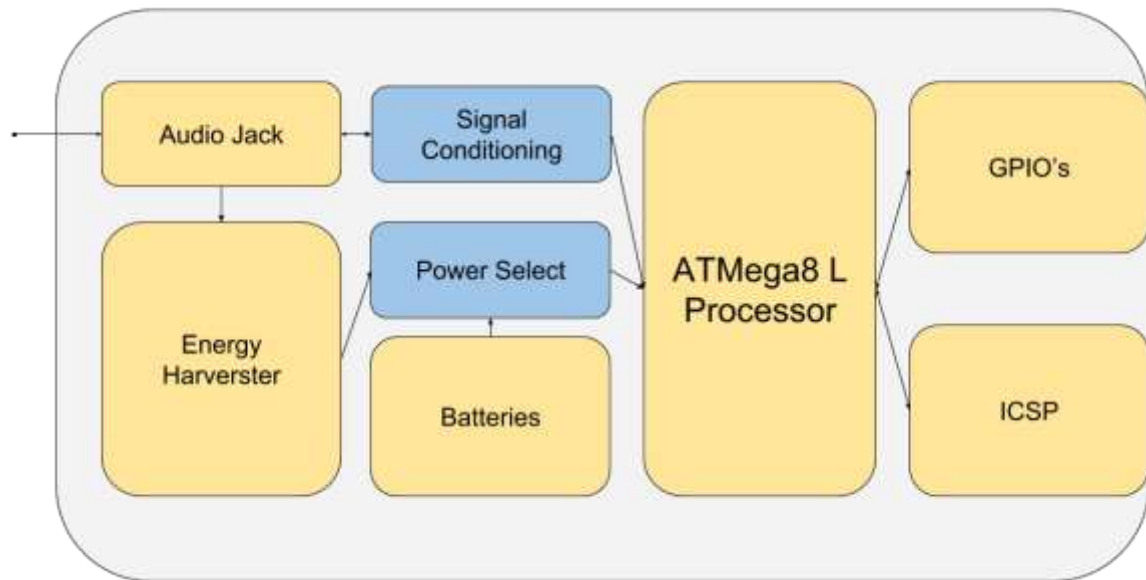 Audio Jack
Signal
Conditioning
GPIO's
Power Select
ATMega8 L
Processor
Energy
Harverster
Batteries
ICSP